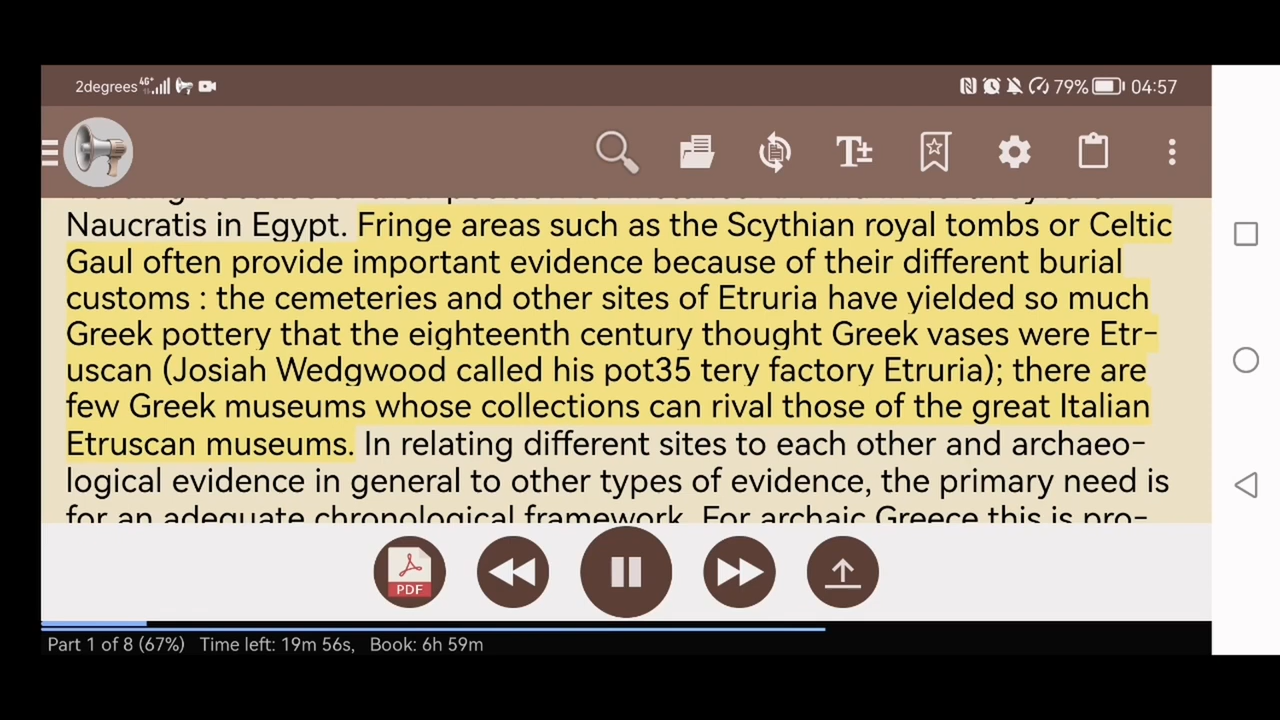 2degrees 4G+ 79% 04:57
Naucratis in Egypt. Fringe areas such as the Scythian royal tombs or Celtic
Gaul often provide important evidence because of their different burial
customs : the cemeteries and other sites of Etruria have yielded so much
Greek pottery that the eighteenth century thought Greek vases were Etr-
uscan (Josiah Wedgwood called his pot35 tery factory Etruria); there are
few Greek museums whose collections can rival those of the great Italian
Etruscan museums. In relating different sites to each other and archaeo-
logical evidence in general to other types of evidence, the primary need is
for an adequate chronological framework. For archaic Greece this is pro-
PDF
Part 1 of 8 (67%) Time left: 19m 56s, Book: 6h 59m